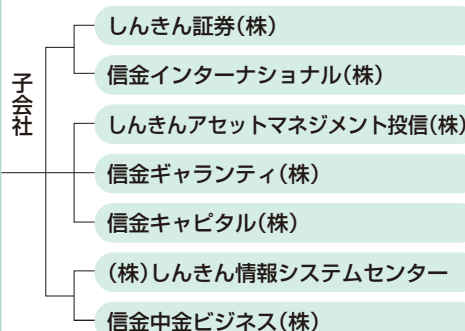 子会社
しんきん証券(株)
信金インターナショナル(株)
しんきんアセットマネジメント投信(株)
信金ギャランティ(株)
信金キャピタル(株)
(株)しんきん情報システムセンター
信金中金ビジネス(株)